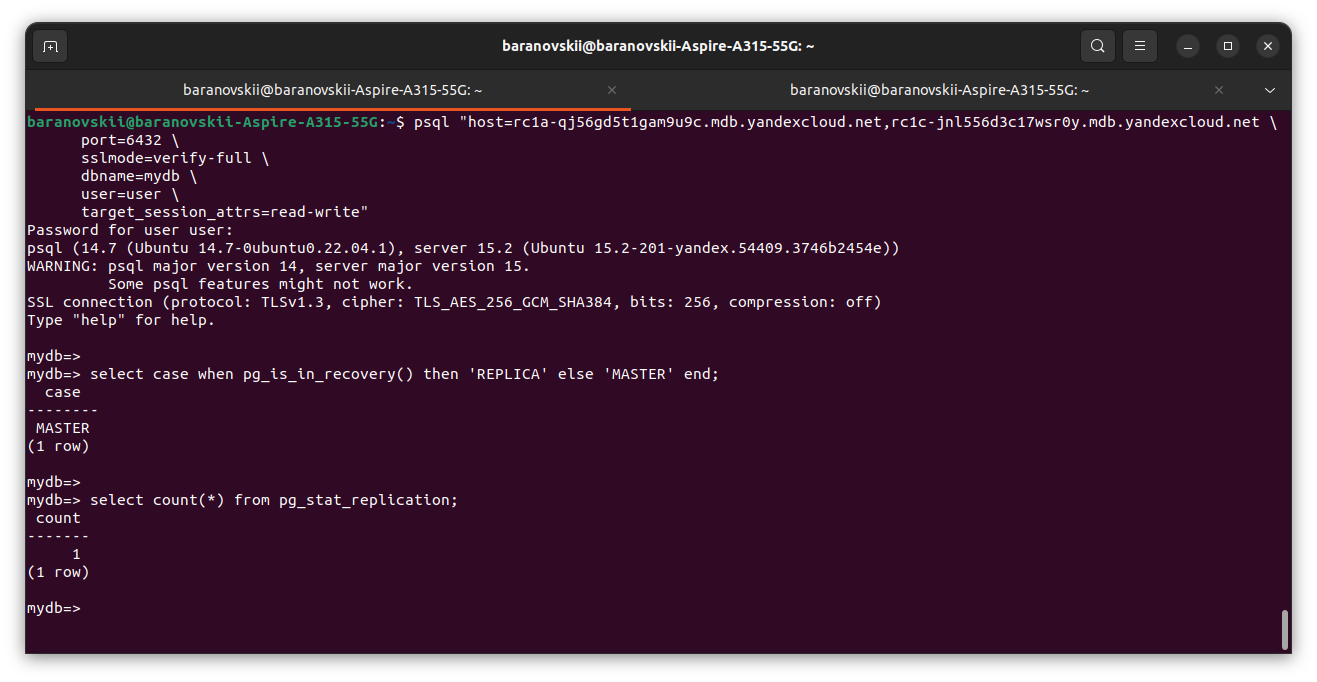 baranovskii@baranovskii-Aspire-A315-55G: ~
baranovskii@baranovskii-Aspire-A315-55G: ~
baranovskii@baranovskii-Aspire-A315-55G: ~
baranovskii@baranovskii-Aspire-A315-55G:~$ psql "host=rc1a-qj56gd5t1gam9u9c.mdb.yandexcloud.net,rc1c-jnl556d3c17wsr0y.mdb.yandexcloud.net \
port=6432 \
sslmode=verify-full \
dbname=mydb \
user=user \
target_session_attrs=read-write"
Password for user user:
psql (14.7 (Ubuntu 14.7-0ubuntu0.22.04.1), server 15.2 (Ubuntu 15.2-201-yandex.54409.3746b2454e))
WARNING: psql major version 14, server major version 15.
Some psql features might not work.
SSL connection (protocol: TLSv1.3, cipher: TLS_AES_256_GCM_SHA384, bits: 256, compression: off)
Type "help" for help.
mydb=>
mydb=> select case when pg_is_in_recovery() then 'REPLICA' else 'MASTER' end;
case
--------
MASTER
(1 row)
mydb=>
mydb=> select count(*) from pg_stat_replication;
count
-------
1
(1 row)
mydb=>